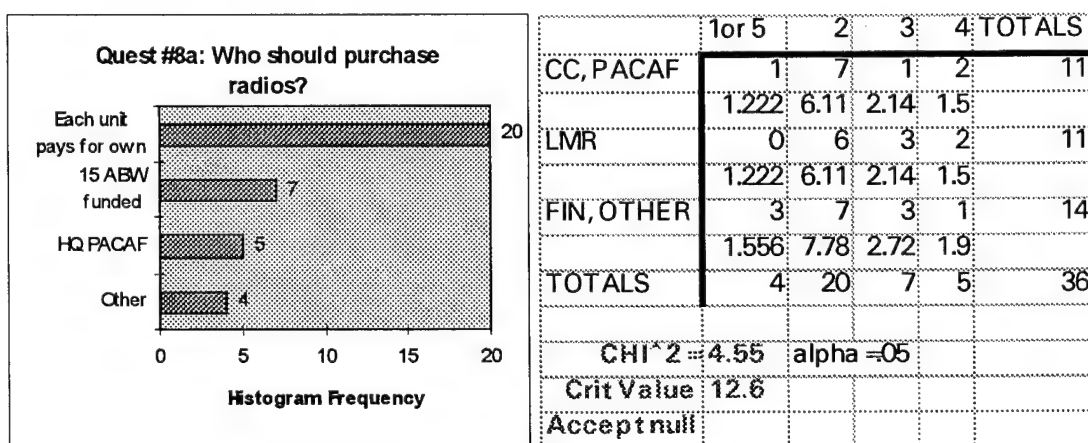 Quest #8a: Who should purchase
radios?
Each unit
pays for own
20
15 ABW
funded
7
HQ PACAF
5
Other
4
0 5 10 15 20
Histogram Frequency
1or 5 2 3 4 TOTALS
CC, PACAF 1 7 1 2 11
1.222 6.11 2.14 1.5
LMR 0 6 3 2 11
1.222 6.11 2.14 1.5
FIN, OTHER 3 7 3 1 14
1.556 7.78 2.72 1.9
TOTALS 4 20 7 5 36
CHI^2 = 4.55 alpha =.05
Crit Value 12.6
Accept null